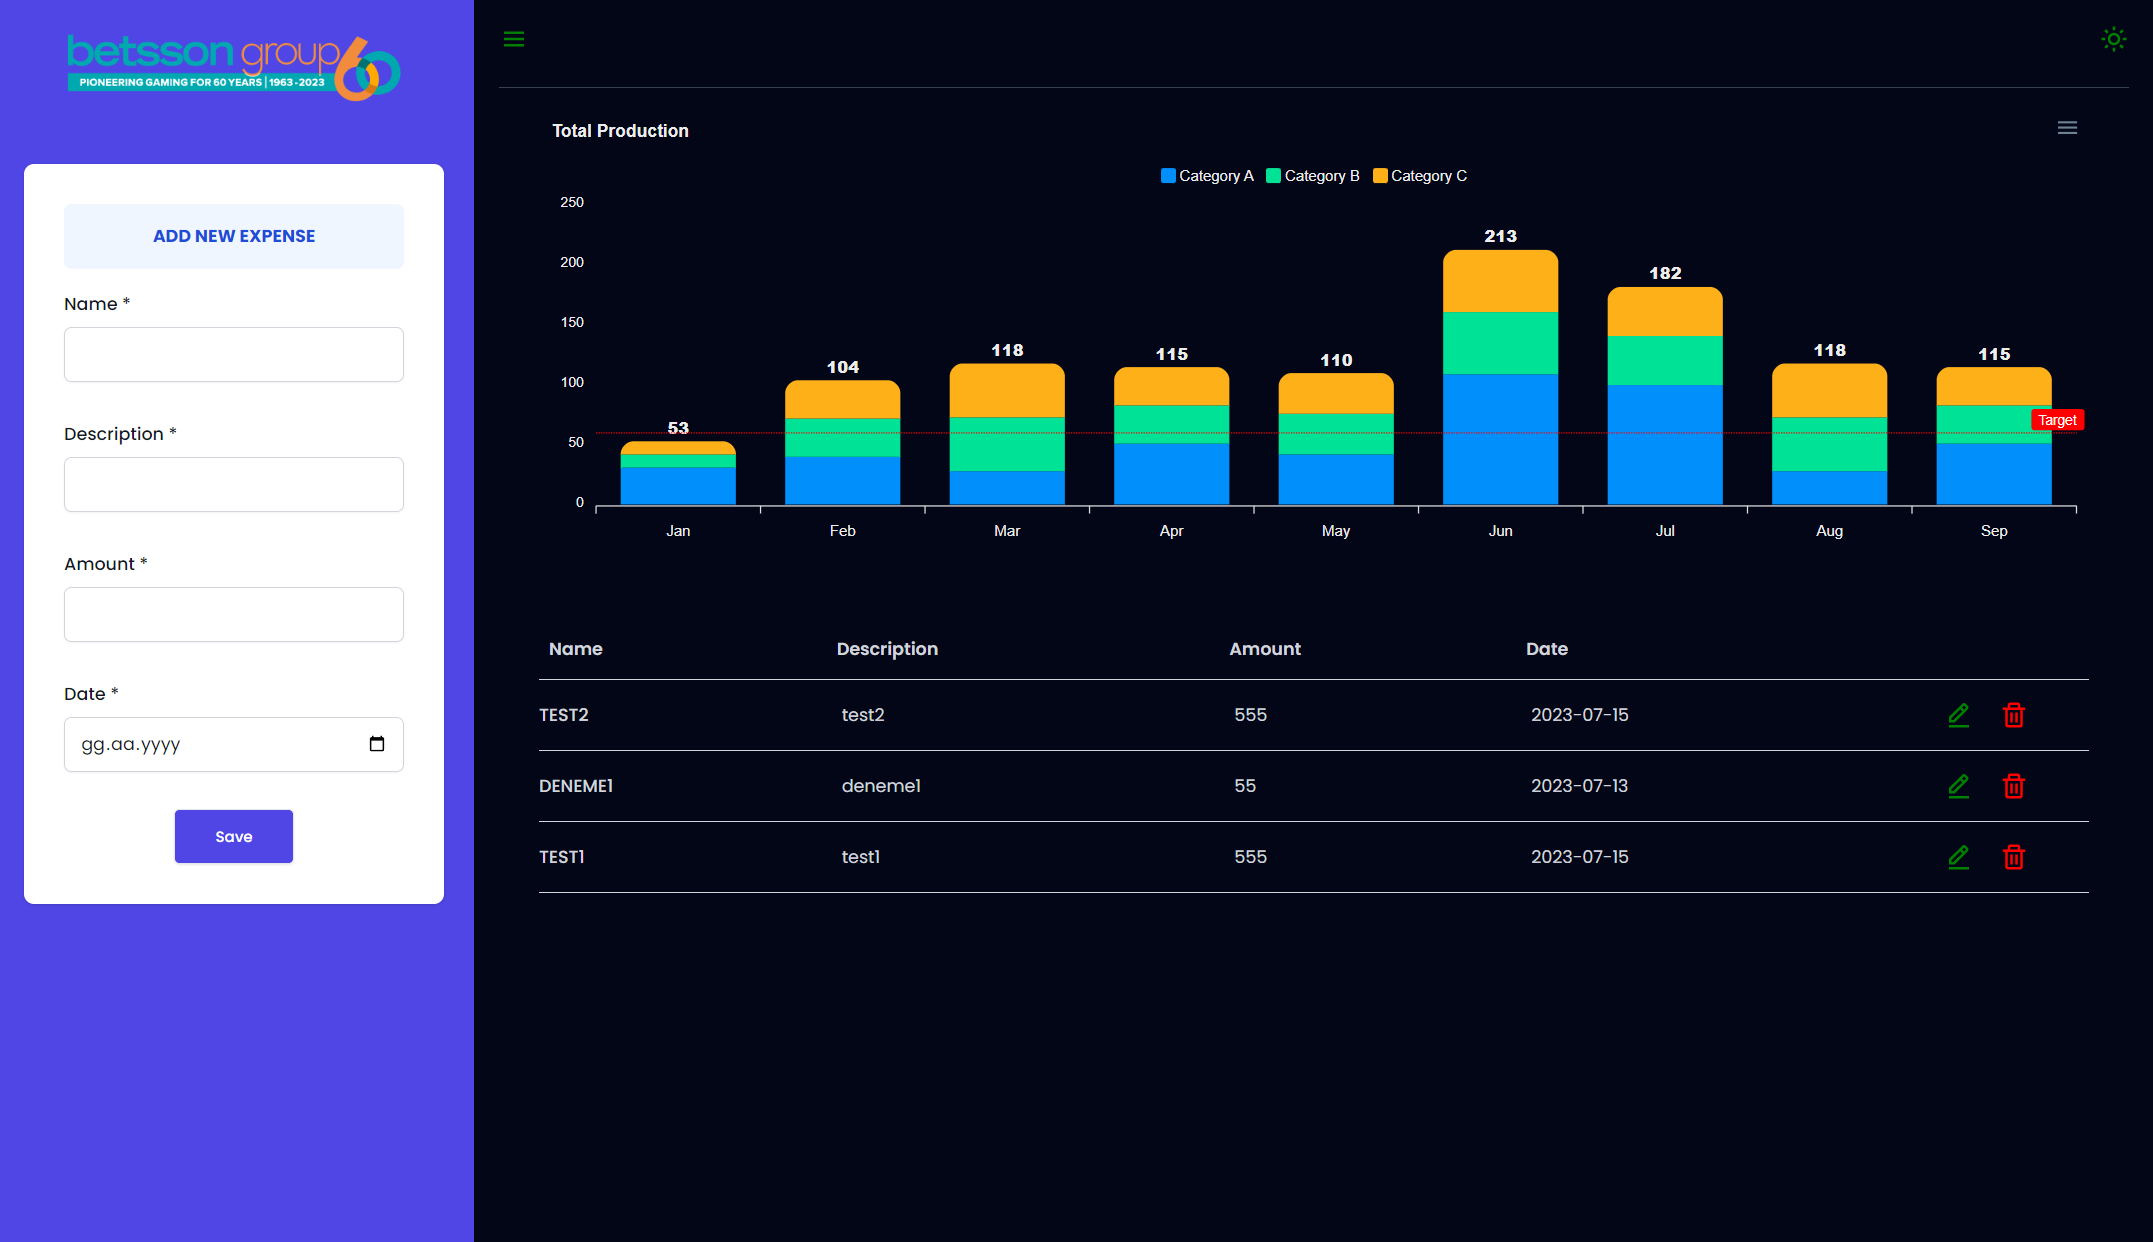 betsson group 60
PIONEERING GAMING FOR 60 YEARS | 1963-2023
ADD NEW EXPENSE
Name *
Description *
Amount *
Date *
gg.aa.yyyy
Save
Total Production
Category A Category B Category C
250
200
150
100
50
0
53
104
118
115
110
213
182
118
115
Target
Jan Feb Mar Apr May Jun Jul Aug Sep
Name Description Amount Date
TEST2 test2 555 2023-07-15
DENEME1 deneme1 55 2023-07-13
TEST1 test1 555 2023-07-15